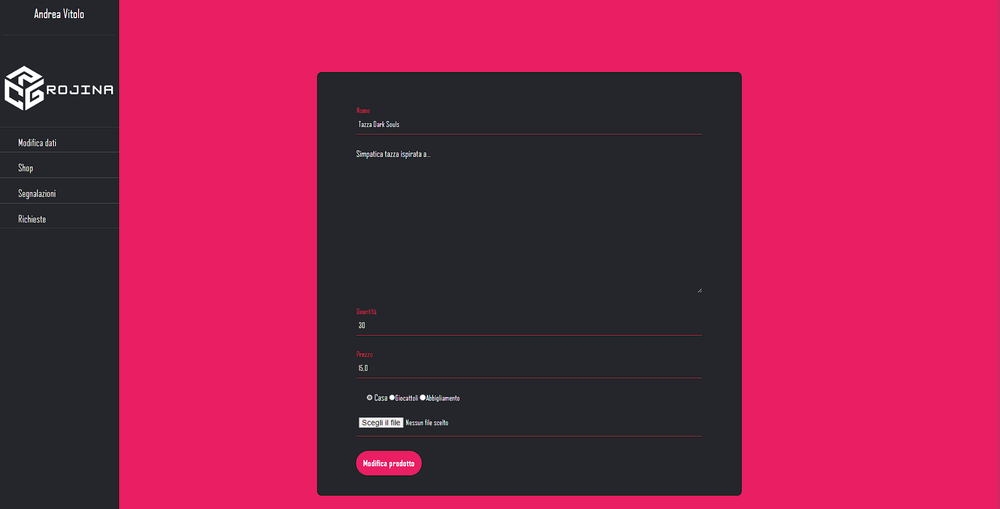 Andrea Vitolo
CPG ROJINA
Modifica dati
Shop
Segnalazioni
Richieste
Nome
Tazza Dark Souls
Simpatica tazza ispirata a...
Quantità
30
Prezzo
15,0
Casa Giocattoli Abbigliamento
Scegli il file Nessun file scelto
Modifica prodotto